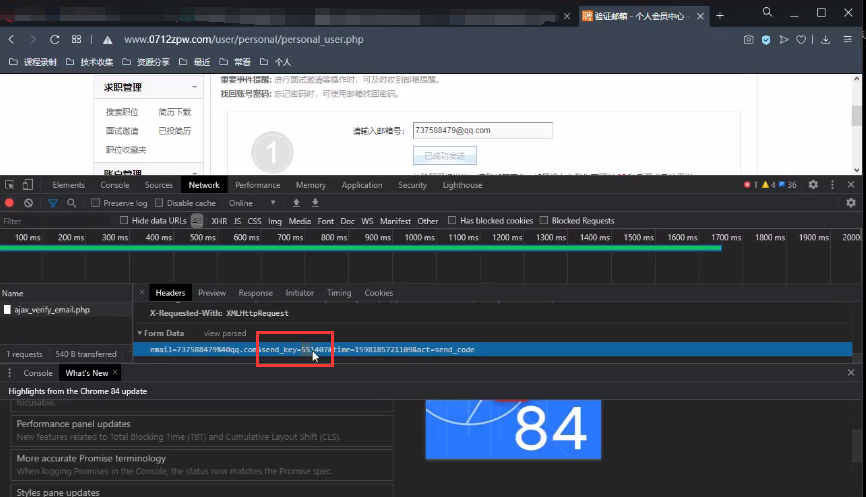 验证邮箱 - 个人会员中心 -
www.0712zpw.com/user/personal/personal_user.php
课程录制 技术收集 资源分享 最近 常看 个人
求职管理
搜索职位 简历下载
面试邀请 已投简历
职位收藏夹
账户管理
重要事件提醒: 进行面试邀请等操作时，可及时收到邮箱提醒。
找回账号密码: 忘记密码时，可使用邮箱找回密码。
1
请输入邮箱号： 737588479@qq.com
已成功发送
Elements Console Sources Network Performance Memory Application Security Lighthouse 1 4 36
Preserve log Disable cache Online
Filter Hide data URLs All XHR JS CSS Img Media Font Doc WS Manifest Other Has blocked cookies Blocked Requests
100 ms 200 ms 300 ms 400 ms 500 ms 600 ms 700 ms 800 ms 900 ms 1000 ms 1100 ms 1200 ms 1300 ms 1400 ms 1500 ms 1600 ms 1700 ms 1800 ms 1900 ms 2000
Name
ajax_verify_email.php
1 requests 540 B transferred
Headers Preview Response Initiator Timing Cookies
X-Requested-With: XMLHttpRequest
Form Data view parsed
email=737588479%40qq.com&send_key=551407&time=1598185721109&act=send_code
Console What's New
Highlights from the Chrome 84 update
focusable.
Performance panel updates
New features related to Total Blocking Time (TBT) and Cumulative Layout Shift (CLS).
More accurate Promise terminology
When logging Promises in the Console, the status now matches the Promise spec.
Styles pane updates
84